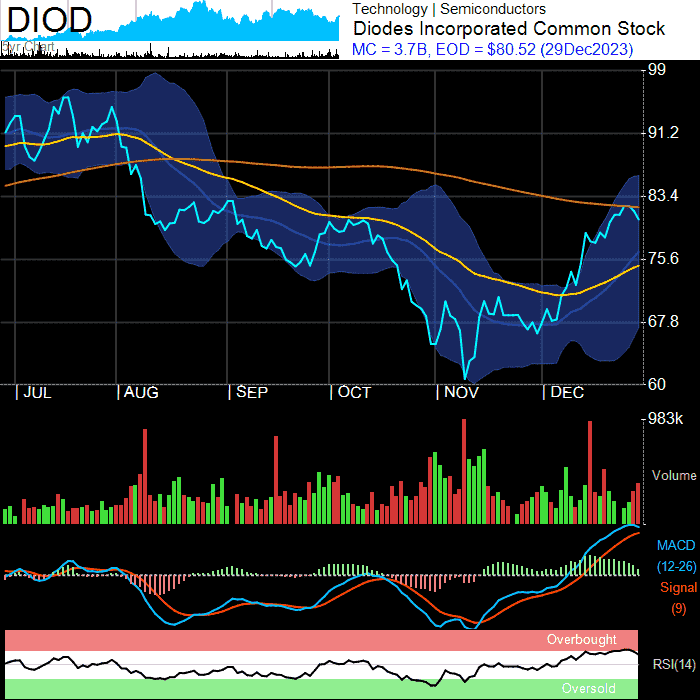 DIOD
5yr Chart
Technology | Semiconductors
Diodes Incorporated Common Stock
MC = 3.7B, EOD = $80.52 (29Dec2023)
99
91.2
83.4
75.6
67.8
60
JUL
AUG
SEP
OCT
NOV
DEC
983k
Volume
MACD
(12-26)
Signal
(9)
Overbought
RSI(14)
Oversold